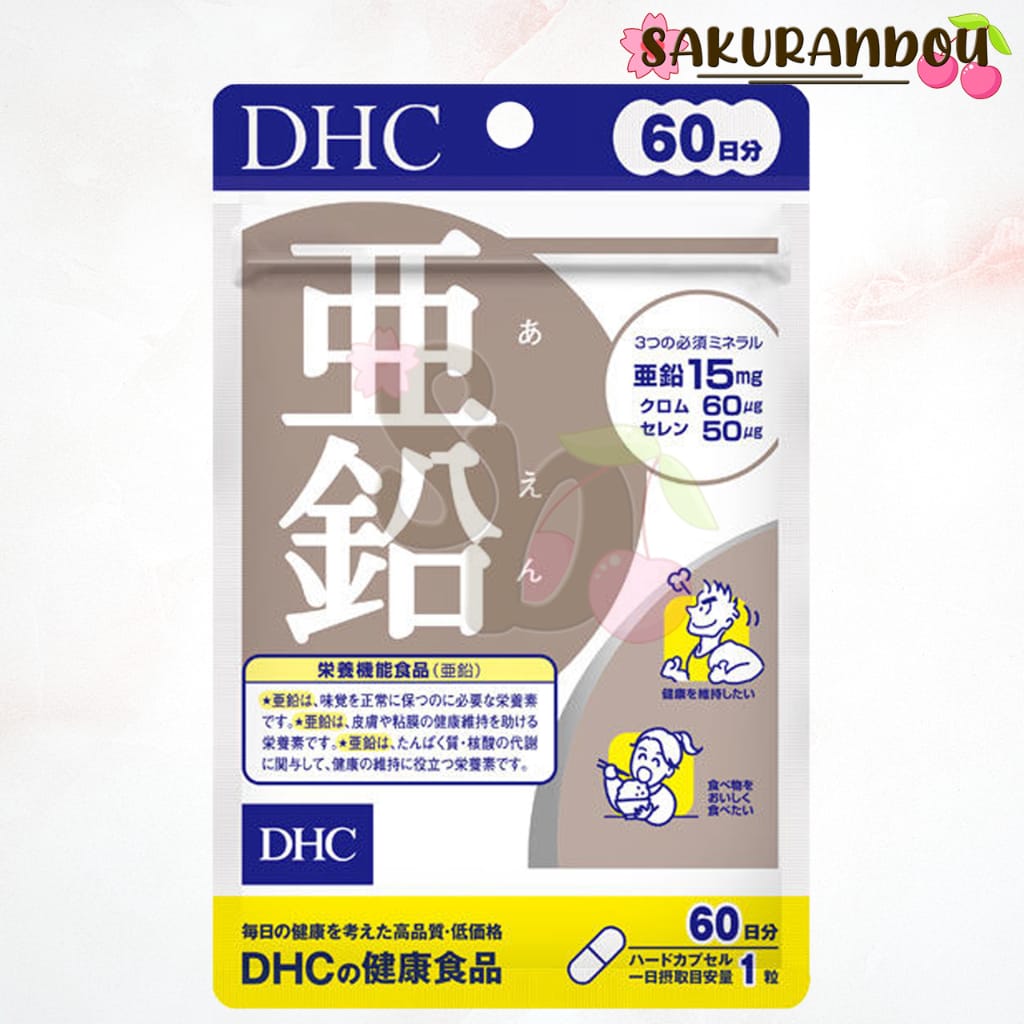 SAKURANDOU
DHC
60日分
亜鉛
あえん
3つの必須ミネラル
亜鉛 15mg
クロム 60μg
セレン 50μg
健康を維持したい
食べ物を
おいしく
食べたい
栄養機能食品(亜鉛)
★亜鉛は、味覚を正常に保つのに必要な栄養素
です。★亜鉛は、皮膚や粘膜の健康維持を助ける
栄養素です。★亜鉛は、たんぱく質・核酸の代謝
に関与して、健康の維持に役立つ栄養素です。
DHC
毎日の健康を考えた高品質・低価格
DHCの健康食品
60日分
ハードカプセル
一日摂取目安量 1粒